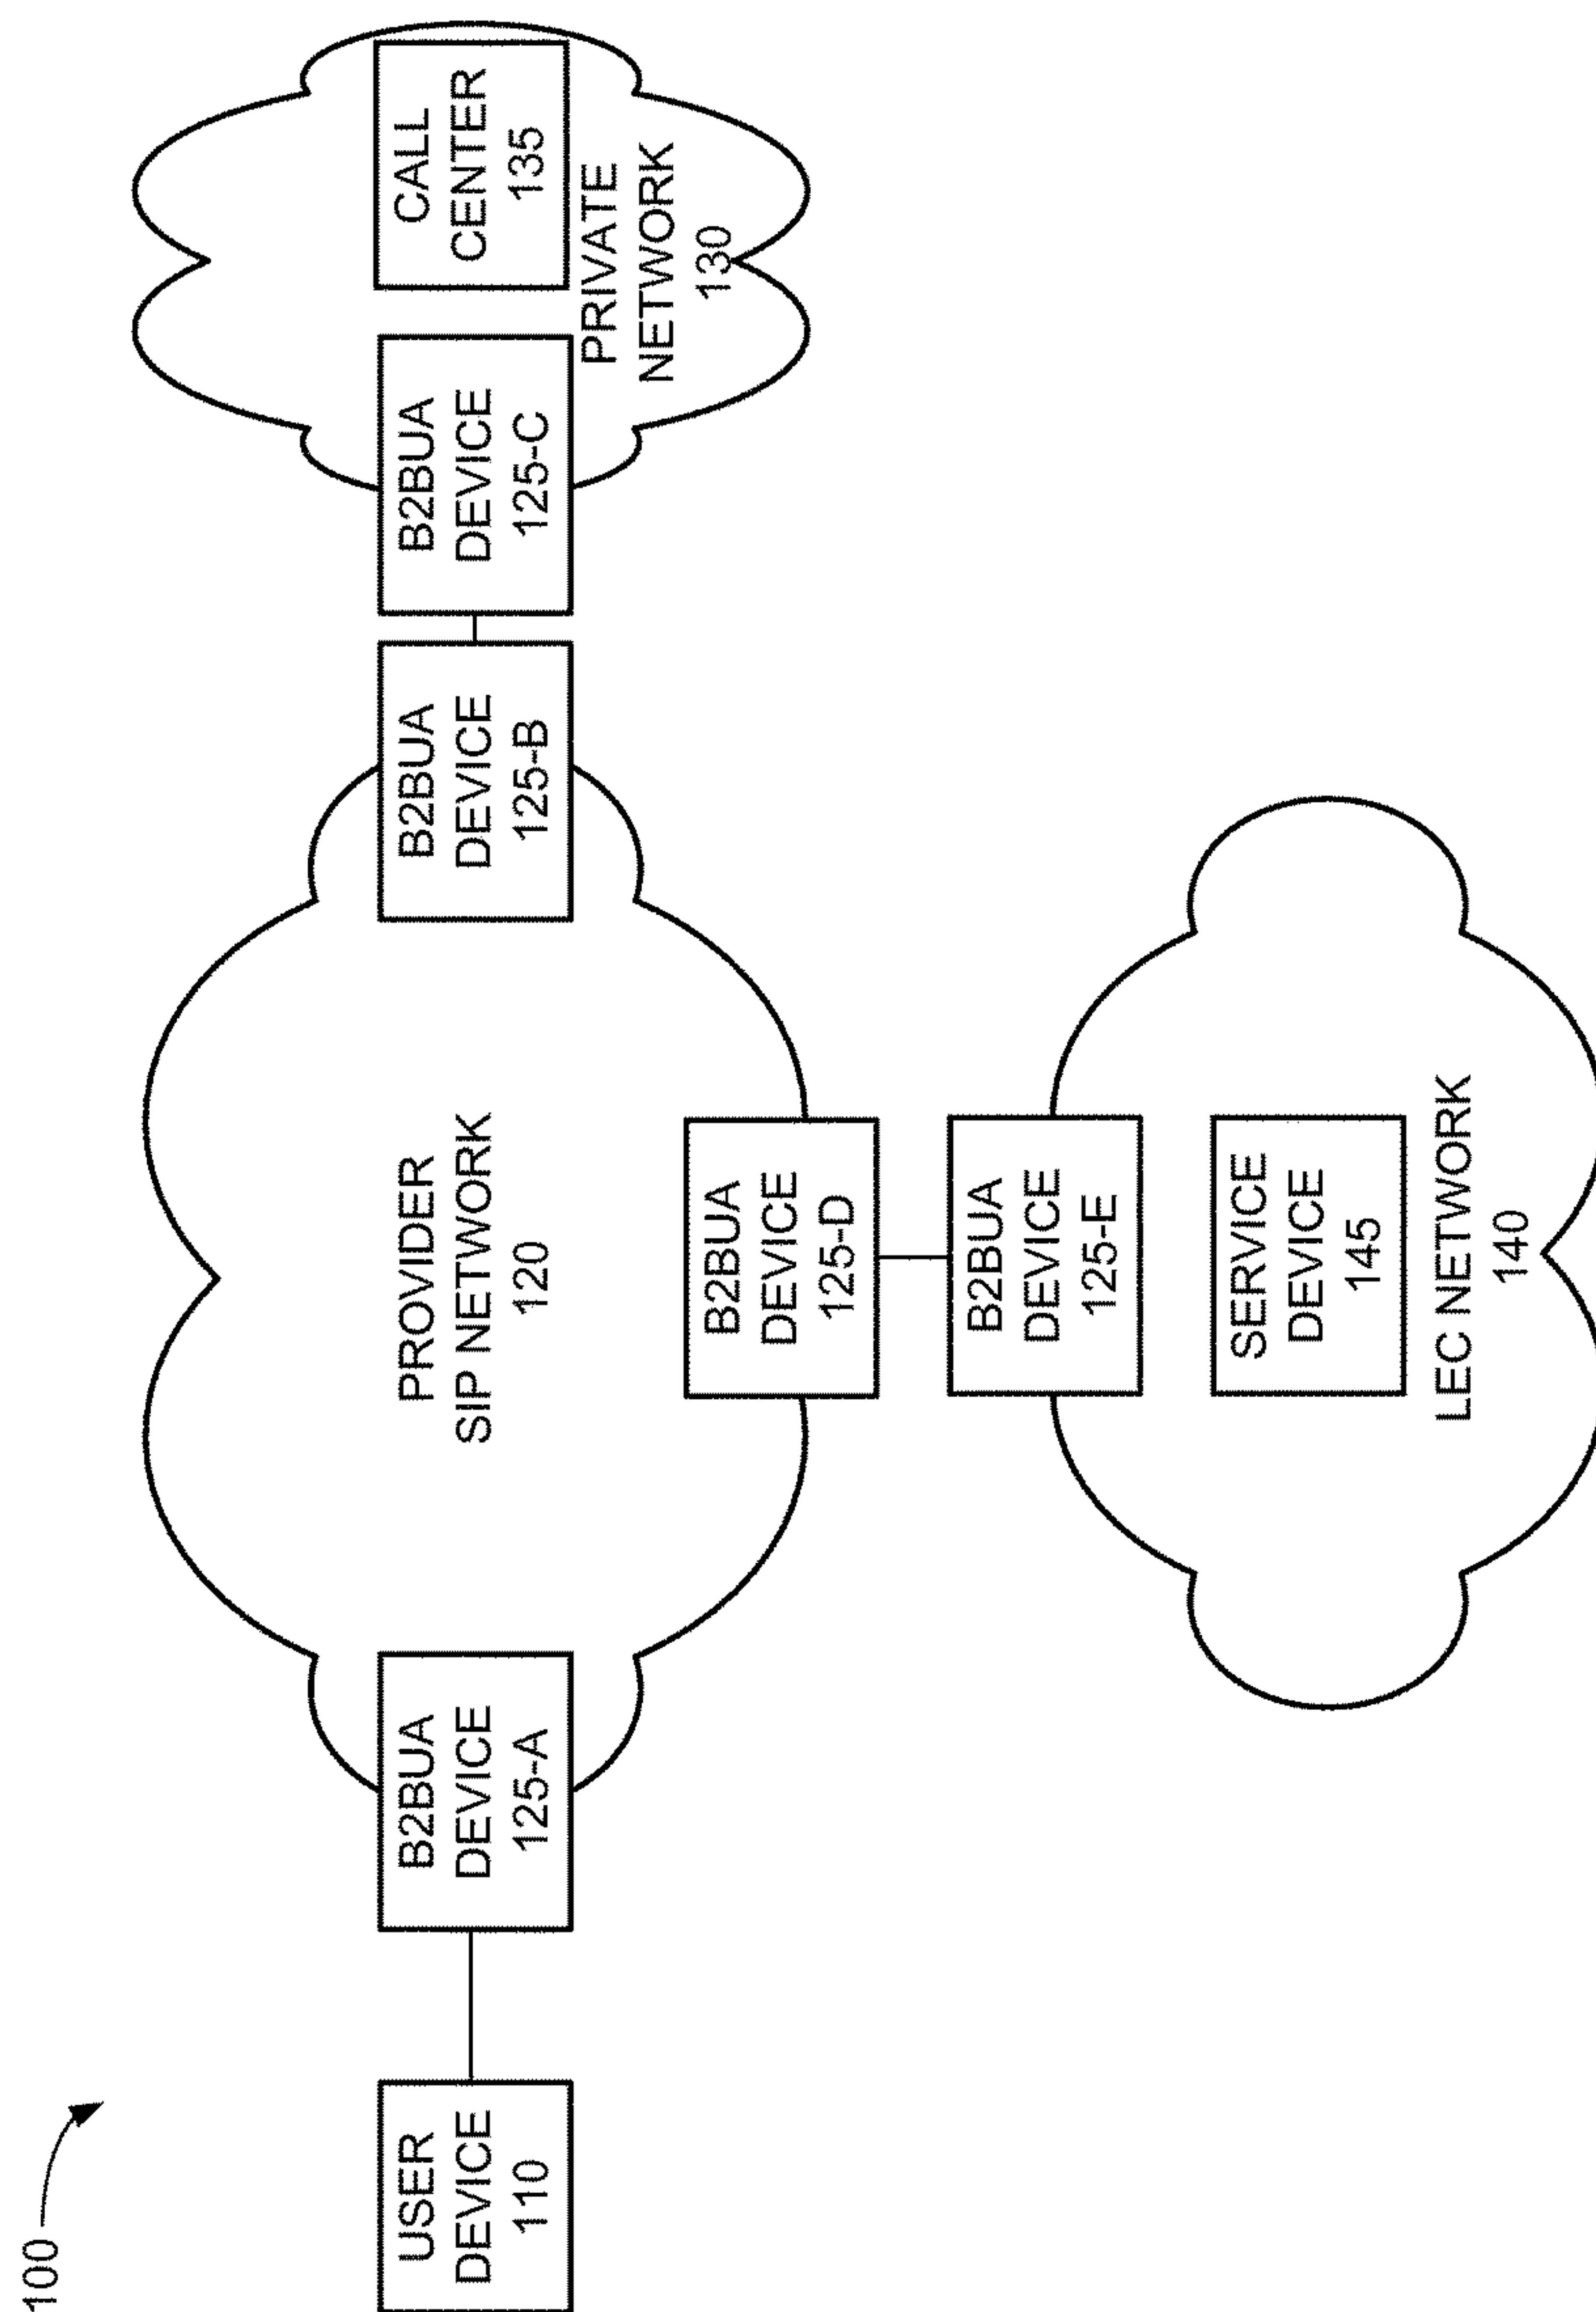 100
USER
DEVICE
110
B2BUA
DEVICE
125-A
PROVIDER
SIP NETWORK
120
B2BUA
DEVICE
125-B
B2BUA
DEVICE
125-C
CALL
CENTER
135
PRIVATE
NETWORK
130
B2BUA
DEVICE
125-D
B2BUA
DEVICE
125-E
SERVICE
DEVICE
145
LEC NETWORK
140